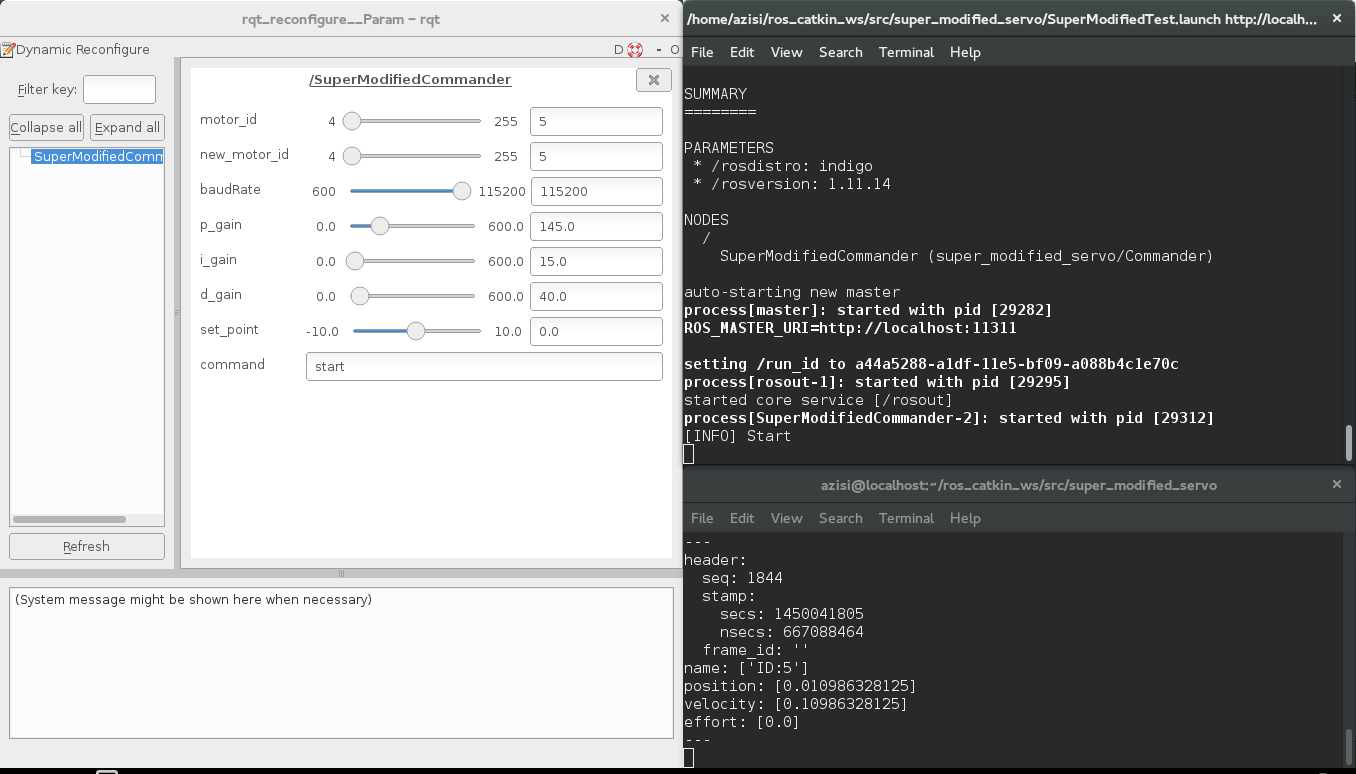 rqt_reconfigure__Param - rqt
Dynamic Reconfigure
D
- O
Filter key:
Collapse all Expand all
SuperModifiedComm
Refresh
/SuperModifiedCommander
motor_id 4 255 5
new_motor_id 4 255 5
baudRate 600 115200 115200
p_gain 0.0 600.0 145.0
i_gain 0.0 600.0 15.0
d_gain 0.0 600.0 40.0
set_point -10.0 10.0 0.0
command start
(System message might be shown here when necessary)
/home/azisi/ros_catkin_ws/src/super_modified_servo/SuperModifiedTest.launch http://localh...
File Edit View Search Terminal Help
SUMMARY
========
PARAMETERS
* /rosdistro: indigo
* /rosversion: 1.11.14
NODES
/
SuperModifiedCommander (super_modified_servo/Commander)
auto-starting new master
process[master]: started with pid [29282]
ROS_MASTER_URI=http://localhost:11311
setting /run_id to a44a5288-a1df-11e5-bf09-a088b4c1e70c
process[rosout-1]: started with pid [29295]
started core service [/rosout]
process[SuperModifiedCommander-2]: started with pid [29312]
[INFO] Start
azisi@localhost:~/ros_catkin_ws/src/super_modified_servo
File Edit View Search Terminal Help
---
header:
seq: 1844
stamp:
secs: 1450041805
nsecs: 667088464
frame_id: ''
name: ['ID:5']
position: [0.010986328125]
velocity: [0.10986328125]
effort: [0.0]
---